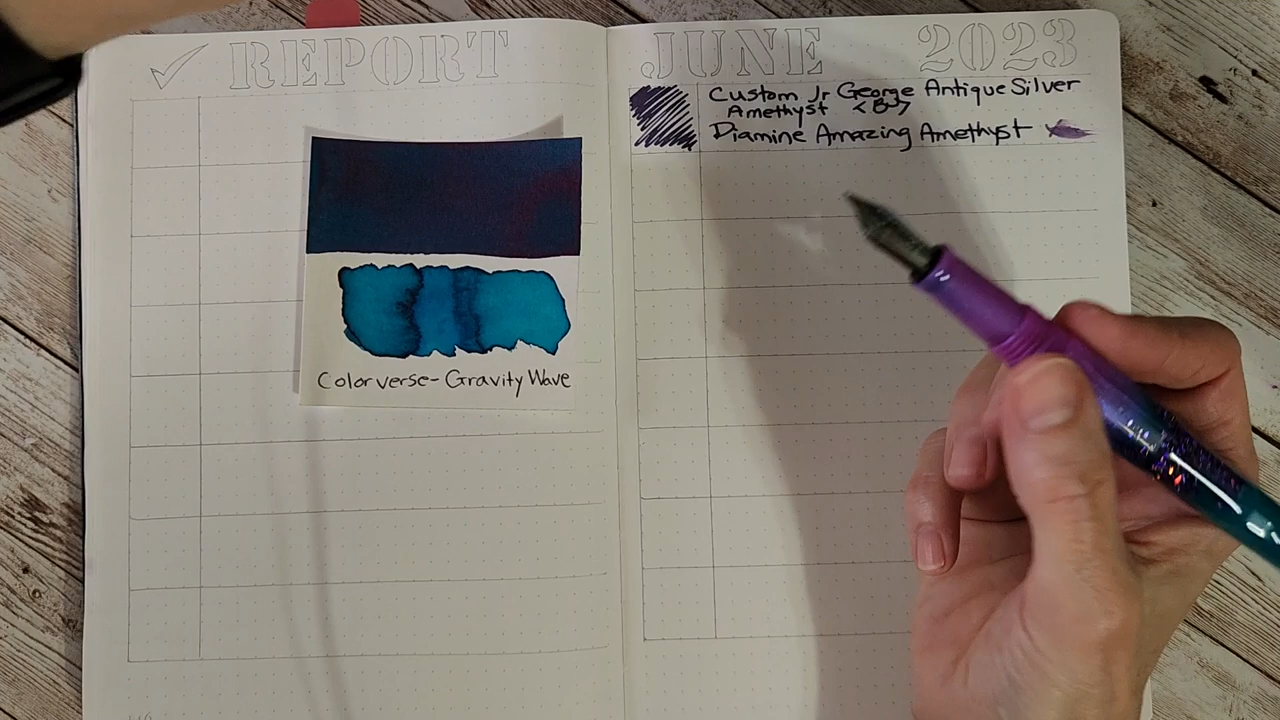 ✓ REPORT
Colorverse - Gravity Wave
JUNE 2023
Custom Jr George Antique Silver
Amethyst <B>
Diamine Amazing Amethyst